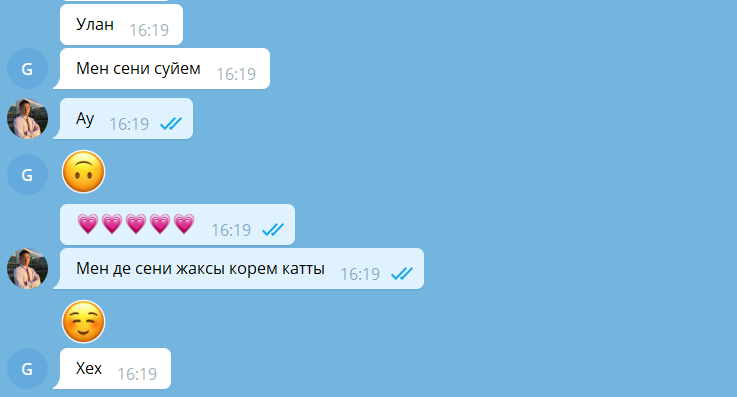 Улан 16:19
G
Мен сени суйем 16:19
Ау 16:19
G
16:19
Мен де сени жаксы корем катты 16:19
G
Хех 16:19